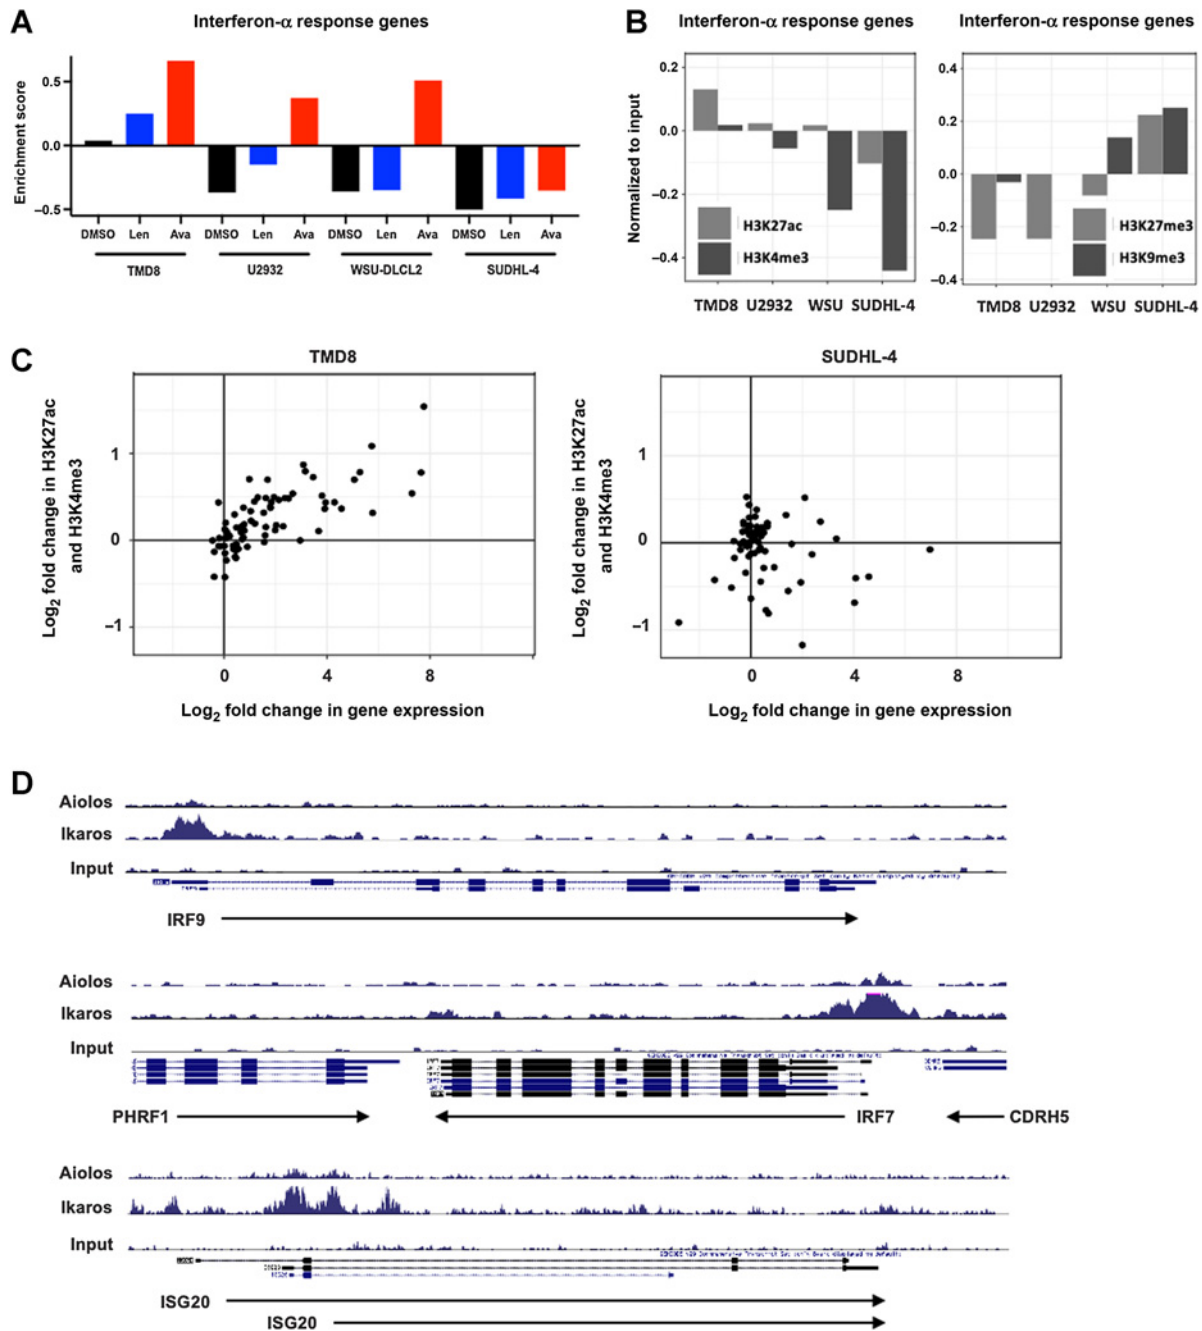 A
Interferon-α response genes
Enrichment score
0.5
0.0
–0.5
DMSO Len Ava DMSO Len Ava DMSO Len Ava DMSO Len Ava
TMD8 U2932 WSU-DLCL2 SUDHL-4
B
Interferon-α response genes
Normalized to input
0.2
0.0
–0.2
–0.4
H3K27ac
H3K4me3
TMD8 U2932 WSU SUDHL-4
Interferon-α response genes
0.4
0.2
0.0
–0.2
–0.4
H3K27me3
H3K9me3
TMD8 U2932 WSU SUDHL-4
C
TMD8
Log2 fold change in H3K27ac
and H3K4me3
1
0
–1
0 4 8
Log2 fold change in gene expression
SUDHL-4
Log2 fold change in H3K27ac
and H3K4me3
1
0
–1
0 4 8
Log2 fold change in gene expression
D
Aiolos
Ikaros
Input
IRF9
Aiolos
Ikaros
Input
PHRF1 IRF7 CDRH5
Aiolos
Ikaros
Input
ISG20
ISG20